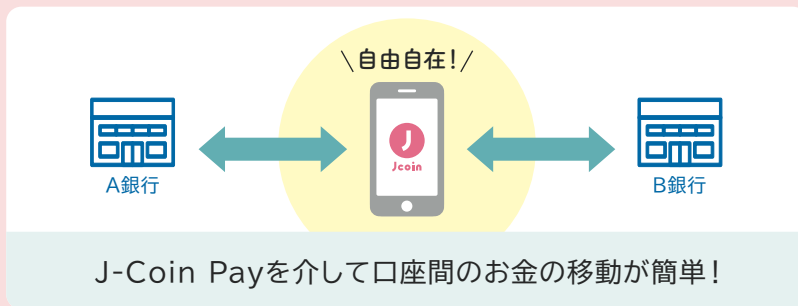 \自由自在!/
J
Jcoin
A銀行
B銀行
J-Coin Payを介して口座間のお金の移動が簡単!